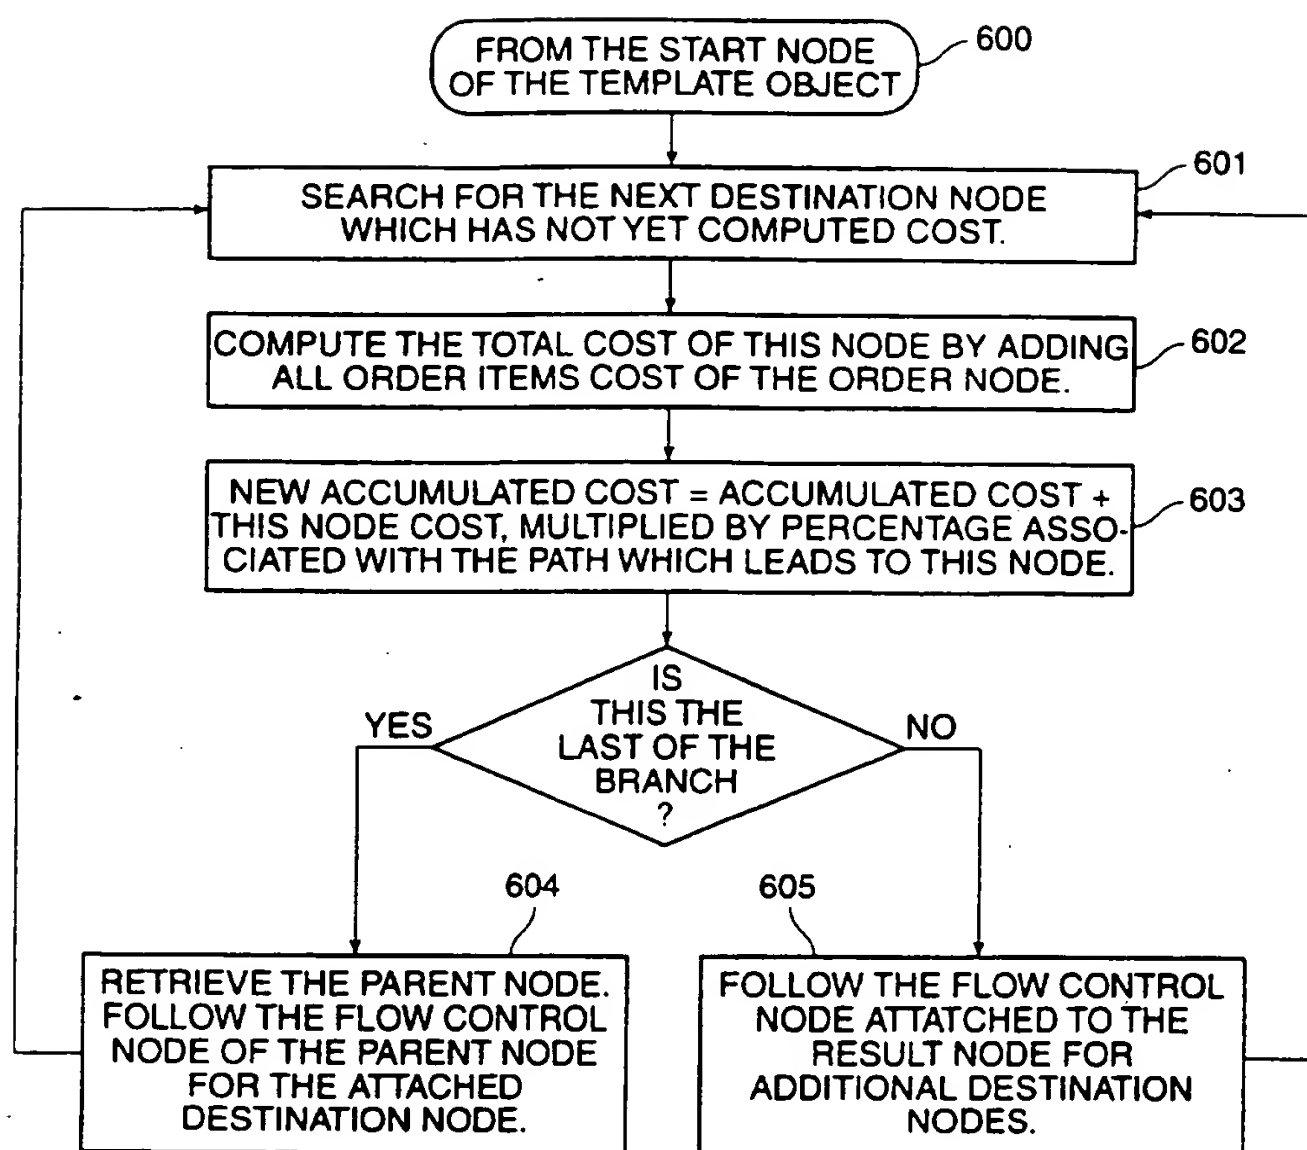 FROM THE START NODE
OF THE TEMPLATE OBJECT
600
601
SEARCH FOR THE NEXT DESTINATION NODE
WHICH HAS NOT YET COMPUTED COST.
COMPUTE THE TOTAL COST OF THIS NODE BY ADDING
ALL ORDER ITEMS COST OF THE ORDER NODE.
602
NEW ACCUMULATED COST = ACCUMULATED COST +
THIS NODE COST, MULTIPLIED BY PERCENTAGE ASSO-
CIATED WITH THE PATH WHICH LEADS TO THIS NODE.
603
IS
THIS THE
LAST OF THE
BRANCH
?
YES
NO
604
605
RETRIEVE THE PARENT NODE.
FOLLOW THE FLOW CONTROL
NODE OF THE PARENT NODE
FOR THE ATTACHED
DESTINATION NODE.
FOLLOW THE FLOW CONTROL
NODE ATTATCHED TO THE
RESULT NODE FOR
ADDITIONAL DESTINATION
NODES.